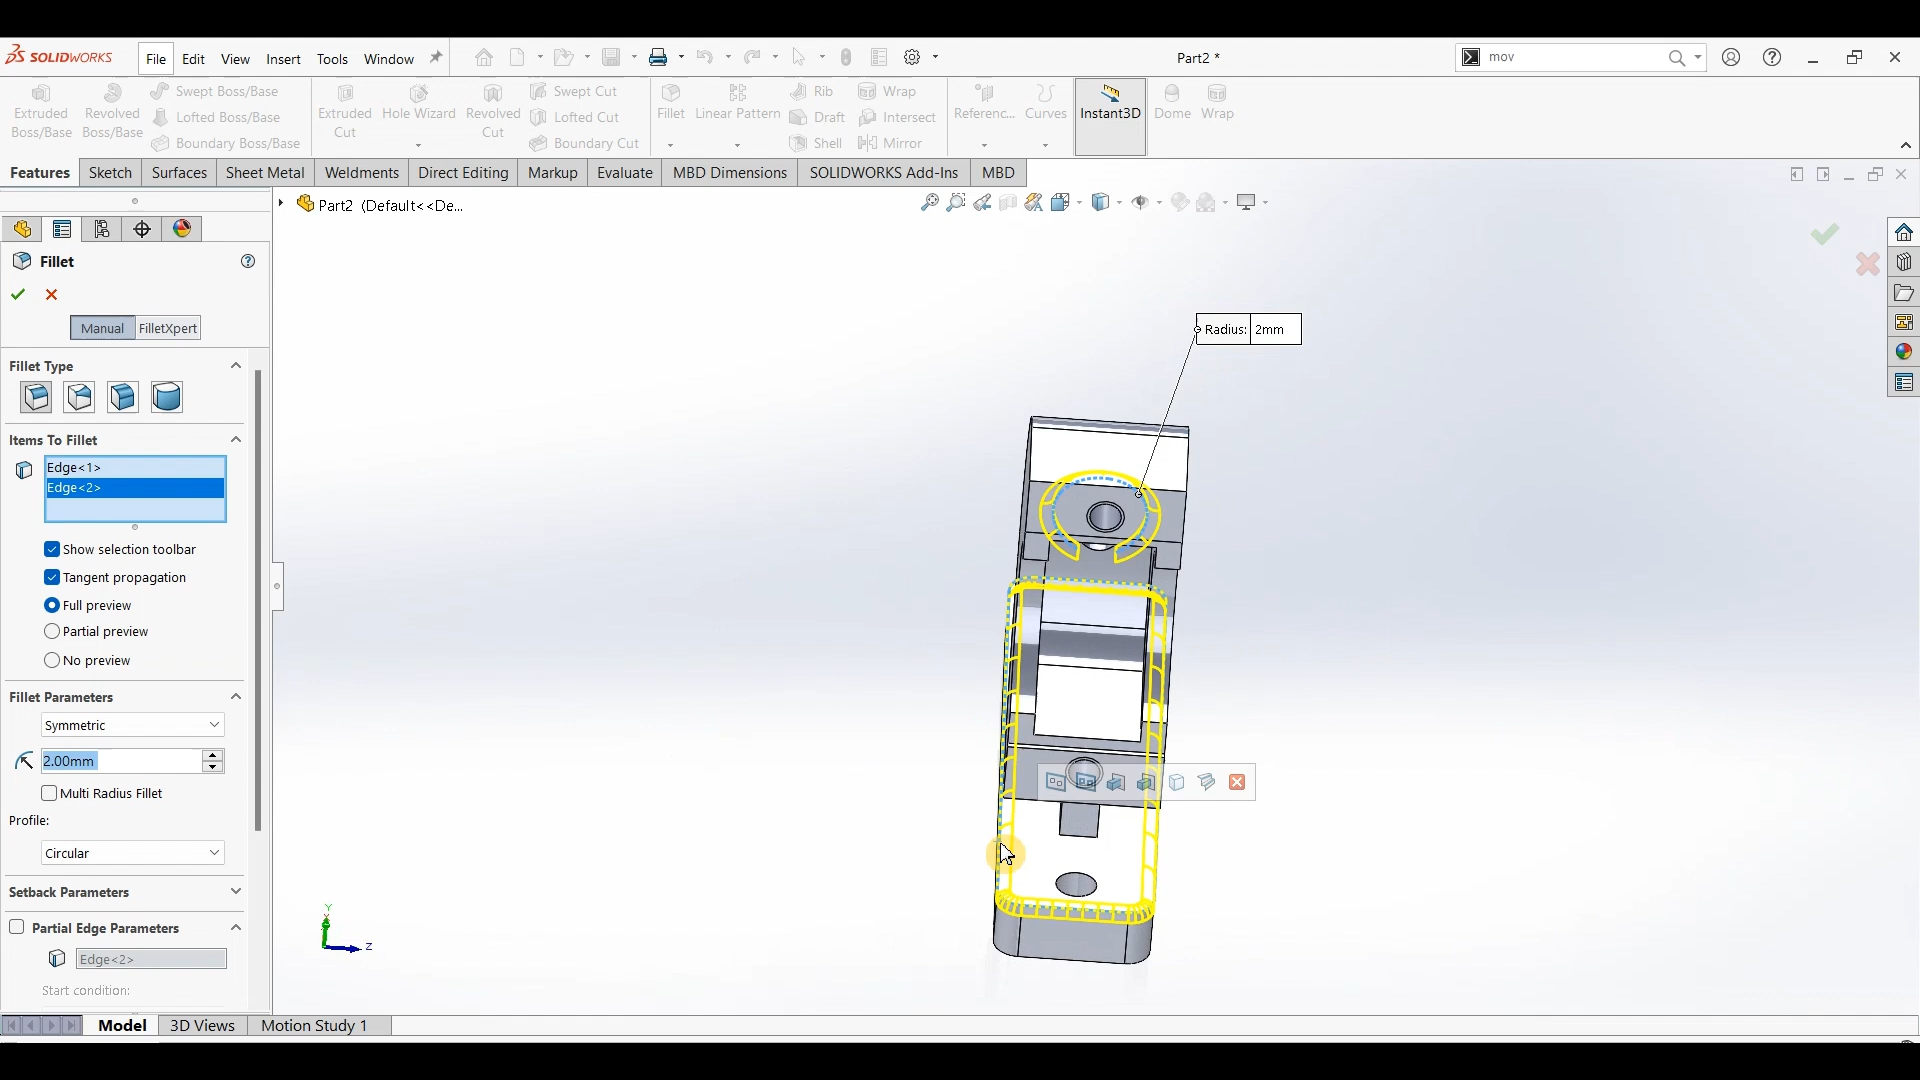 SOLIDWORKS File Edit View Insert Tools Window Part2 * mov
Extruded Boss/Base
Revolved Boss/Base
Swept Boss/Base
Lofted Boss/Base
Boundary Boss/Base
Extruded Cut
Hole Wizard
Revolved Cut
Swept Cut
Lofted Cut
Boundary Cut
Fillet
Linear Pattern
Rib
Draft
Shell
Wrap
Intersect
Mirror
Referenc...
Curves
Instant3D
Dome
Wrap
Features Sketch Surfaces Sheet Metal Weldments Direct Editing Markup Evaluate MBD Dimensions SOLIDWORKS Add-Ins MBD
Part2 (Default<<De...
Fillet
Manual FilletXpert
Fillet Type
Items To Fillet
Edge<1>
Edge<2>
Show selection toolbar
Tangent propagation
Full preview
Partial preview
No preview
Fillet Parameters
Symmetric
2.00mm
Multi Radius Fillet
Profile:
Circular
Setback Parameters
Partial Edge Parameters
Edge<2>
Start condition:
Radius: 2mm
Y
Z
Model 3D Views Motion Study 1